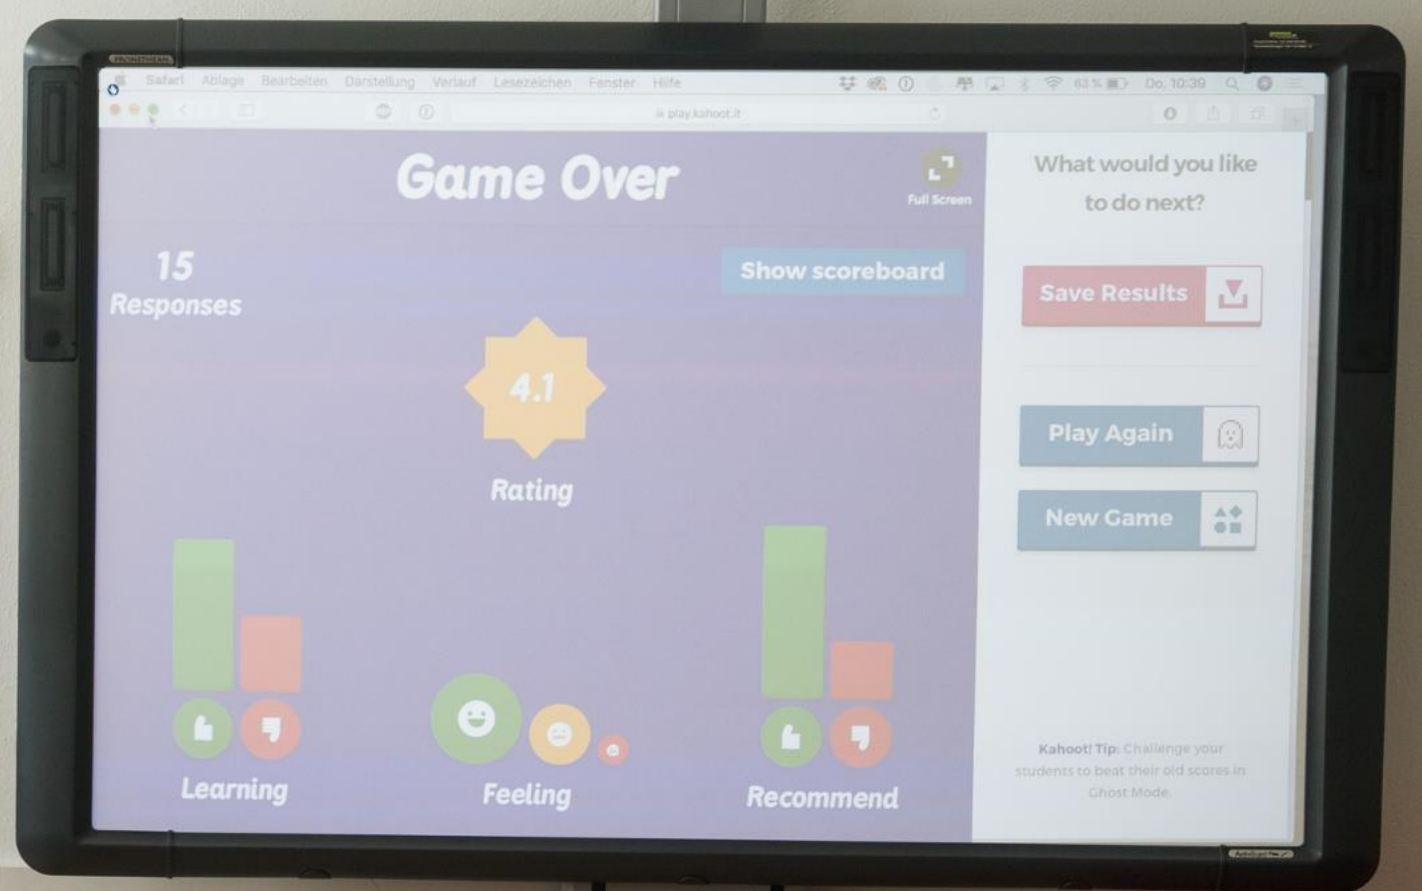 PROMETHEAN
Safari Ablage Bearbeiten Darstellung Verlauf Lesezeichen Fenster Hilfe 63 % Do. 10:39
play.kahoot.it
Game Over
Full Screen
15
Responses
Show scoreboard
4.1
Rating
Learning
Feeling
Recommend
What would you like
to do next?
Save Results
Play Again
New Game
Kahoot! Tip: Challenge your
students to beat their old scores in
Ghost Mode.